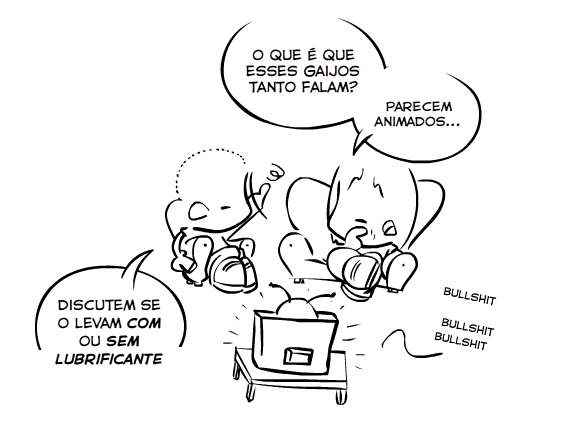 O QUE É QUE
ESSES GAIJOS
TANTO FALAM?
PARECEM
ANIMADOS...
DISCUTEM SE
O LEVAM COM
OU SEM
LUBRIFICANTE
BULLSHIT
BULLSHIT
BULLSHIT